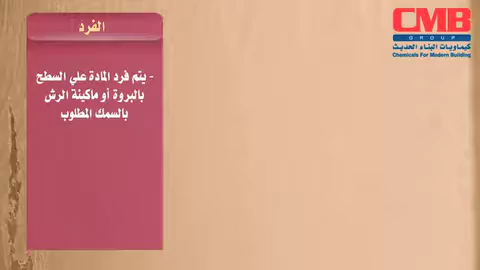 الفرد
- يتم فرد المادة علي السطح
بالبروة أو ماكينة الرش
بالسمك المطلوب
CMB
GROUP
كيماويات البناء الحديث
Chemicals For Modern Building